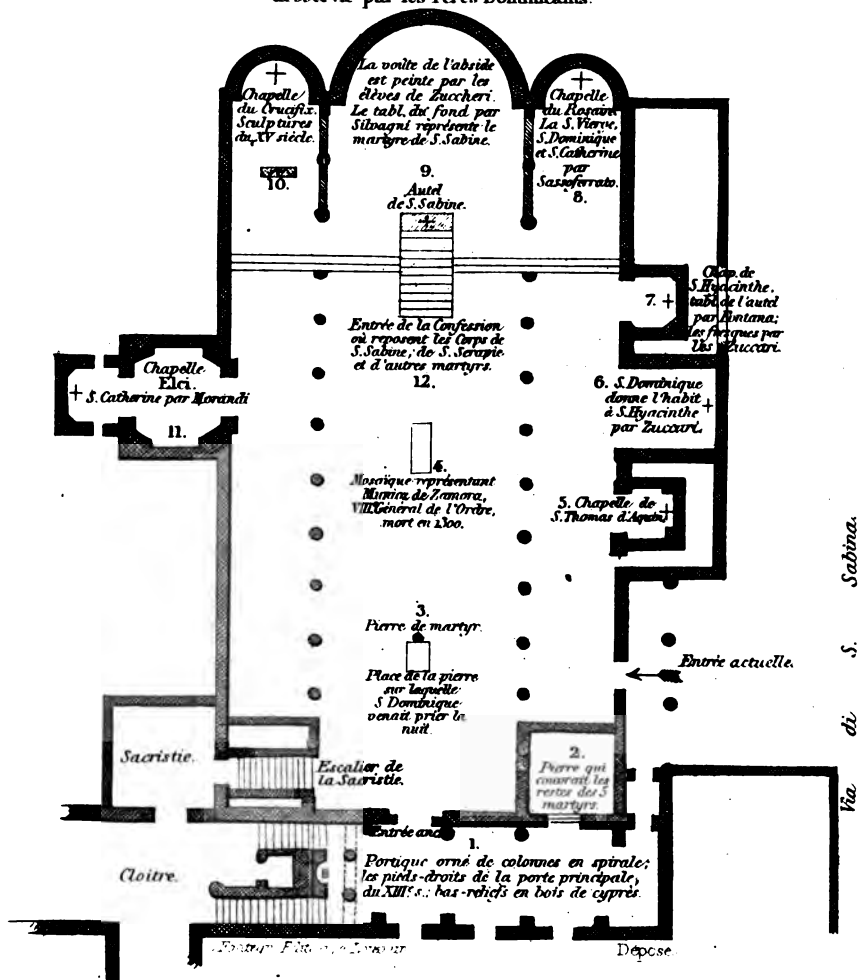 desservie par les Pères Dominicains.
Chapelle
du Crucifix.
Sculptures
du XV siècle.
10.
La voûte de l'abside
est peinte par les
élèves de Zuccheri.
Le tabl. du fond par
Silvagni représente le
martyre de S. Sabine.
9.
Autel
de S. Sabine.
Chapelle
du Rosaire
La S. Vierge,
S. Dominique
et S. Catherine
par
Sassoferrato.
8.
Chap. de
S. Hyacinthe.
tabl. de l'autel
par Fontana;
les fresques par
les Zuccari.
7.
Entrée de la Confession
où reposent les Corps de
S. Sabine, de S. Serapie
et d'autres martyrs.
12.
Chapelle
Elci.
S. Catherine par Morandi
11.
6. S. Dominique
donne l'habit
à S. Hyacinthe
par Zuccari.
4.
Mosaïque représentant
Munion de Zamora,
VII Général de l'Ordre,
mort en 1300.
5. Chapelle de
S. Thomas d'Aquin
3.
Pierre de martyr.
Place de la pierre
sur laquelle
S Dominique
venait prier la
nuit.
Entrée actuelle.
Via di S. Sabina.
Sacristie.
Escalier de
la Sacristie.
2.
Pierre qui
couvrait les
restes des 5
martyrs.
Entrée anc
1.
Portique orné de colonnes en spirale;
les pieds-droits de la porte principale,
du XIII.e s.; bas-reliefs en bois de cyprès.
Cloître.
Déposé.